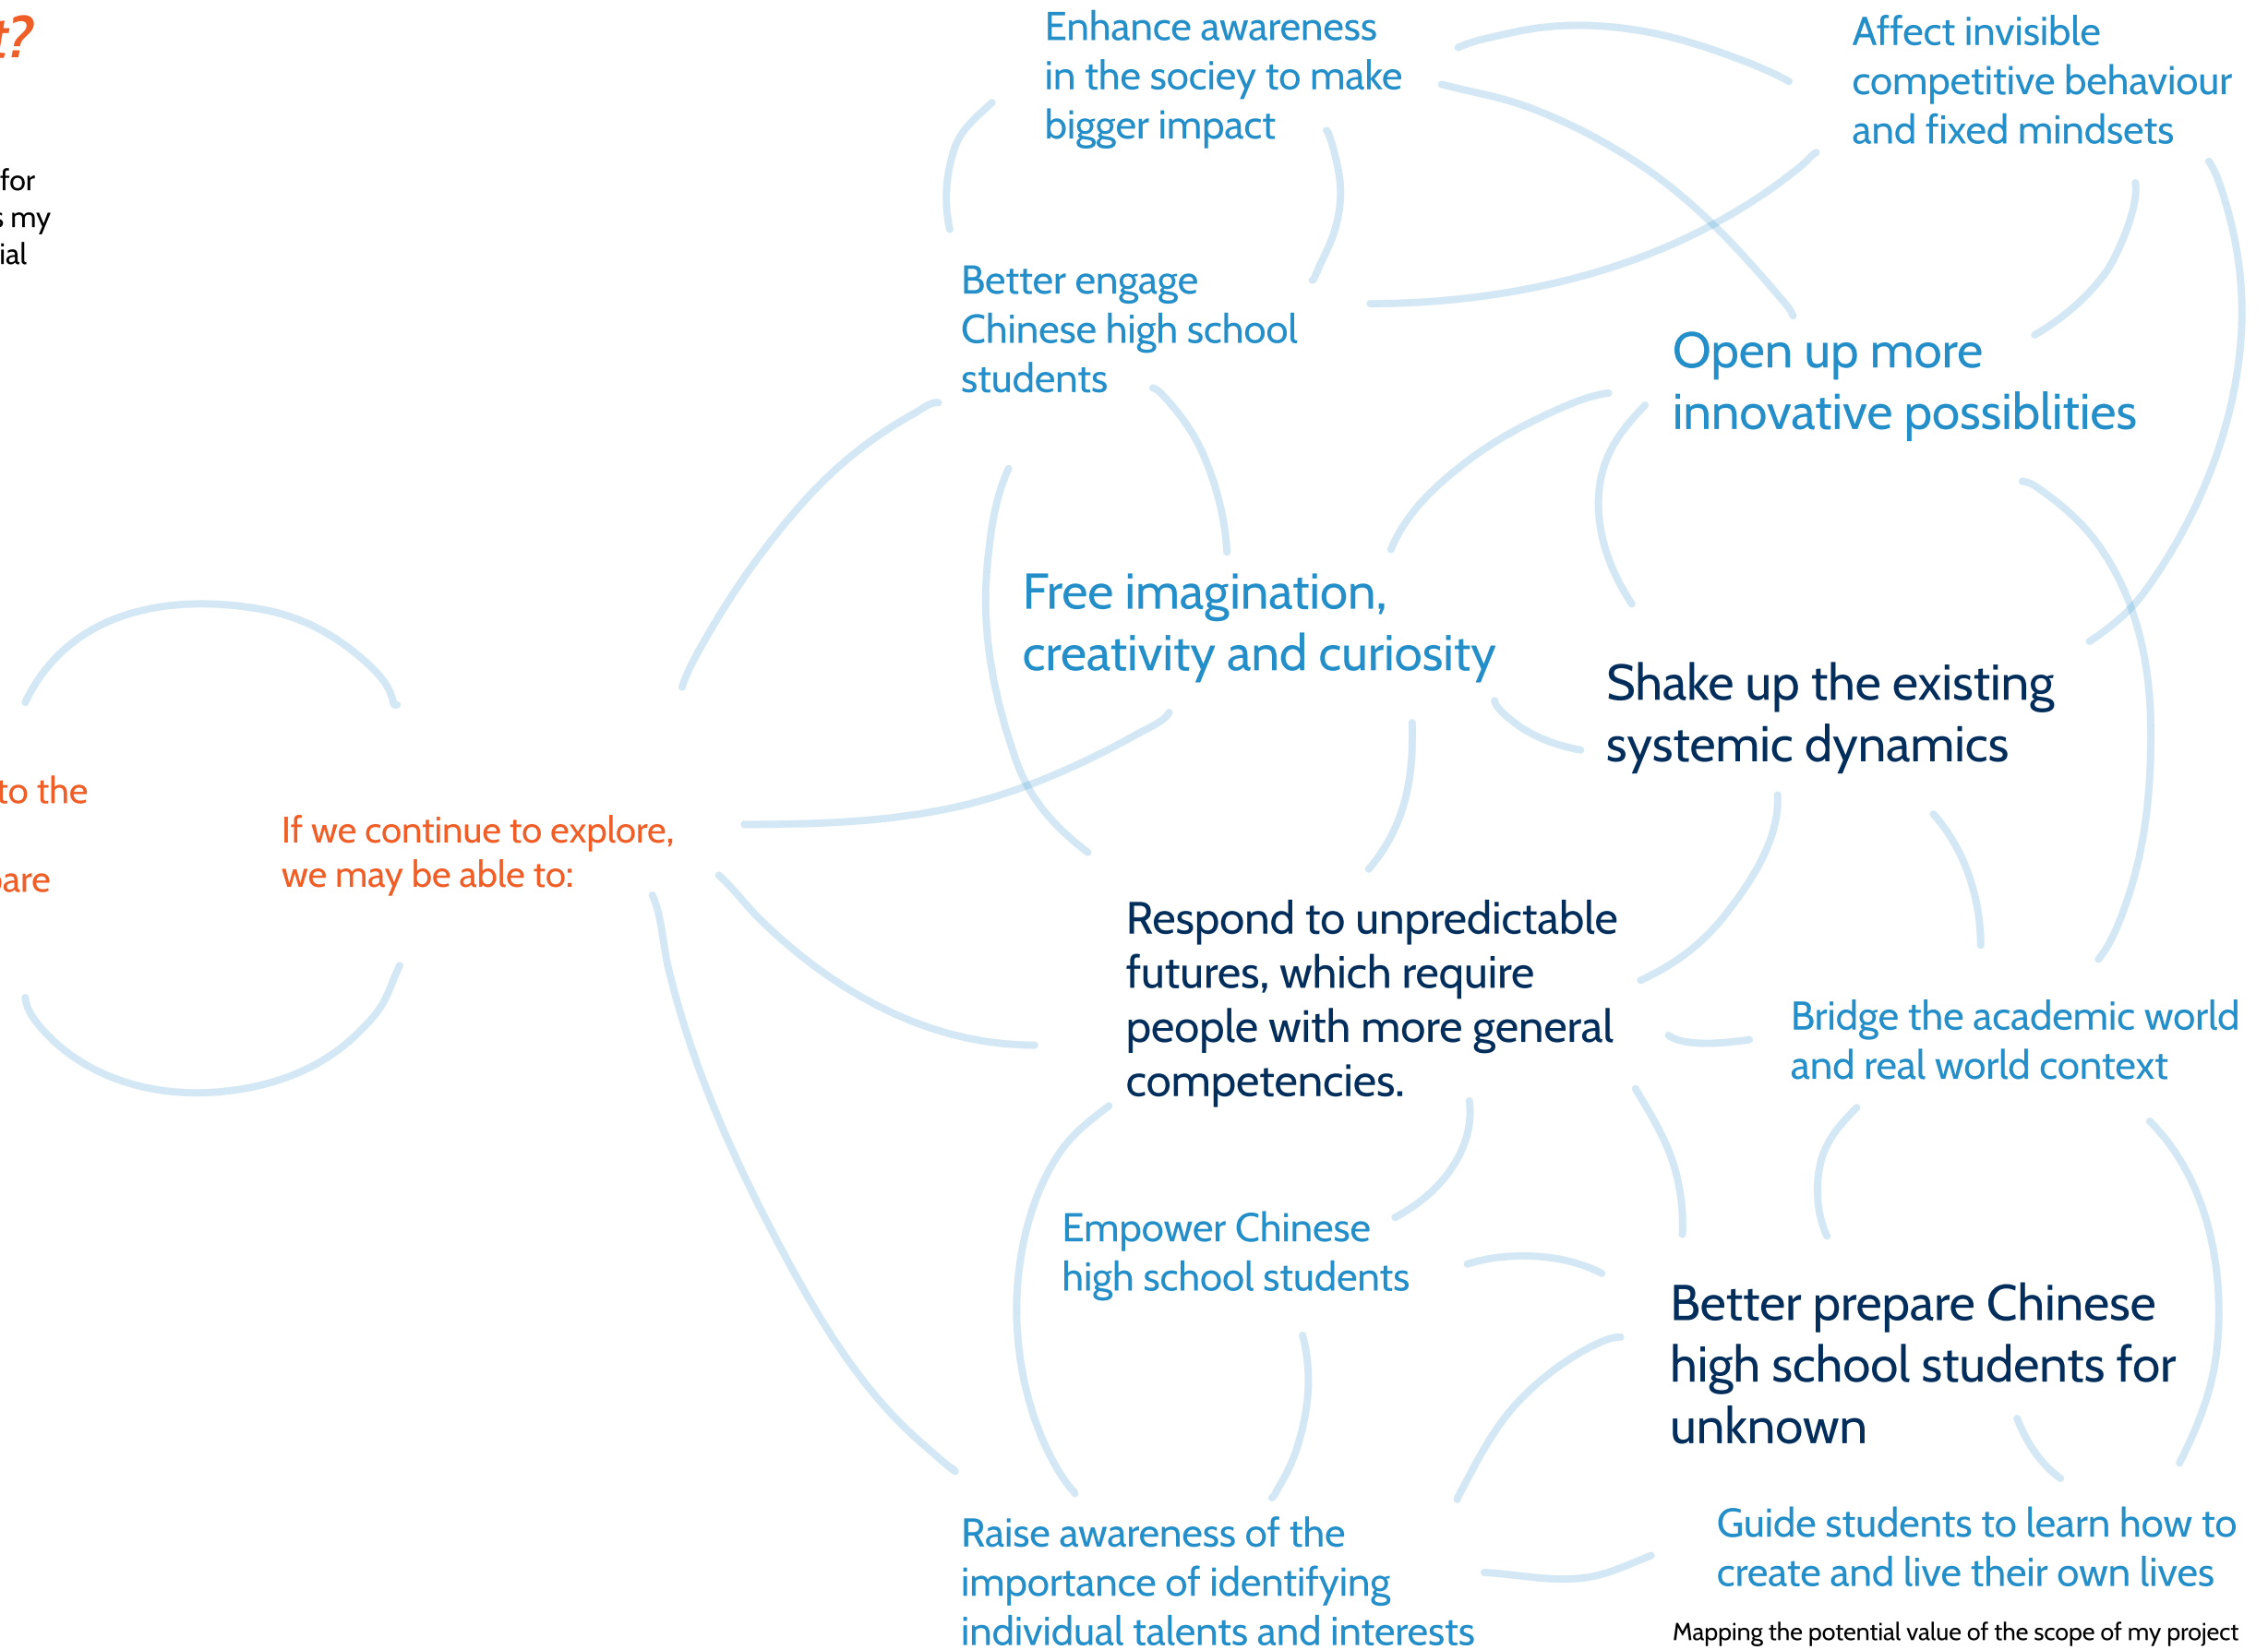 t?
for
s my
ial
to the
are
If we continue to explore,
we may be able to:
Enhance awareness
in the sociey to make
bigger impact
Affect invisible
competitive behaviour
and fixed mindsets
Better engage
Chinese high school
students
Open up more
innovative possiblities
Free imagination,
creativity and curiosity
Shake up the existing
systemic dynamics
Respond to unpredictable
futures, which require
people with more general
competencies.
Bridge the academic world
and real world context
Empower Chinese
high school students
Better prepare Chinese
high school students for
unknown
Raise awareness of the
importance of identifying
individual talents and interests
Guide students to learn how to
create and live their own lives
Mapping the potential value of the scope of my project